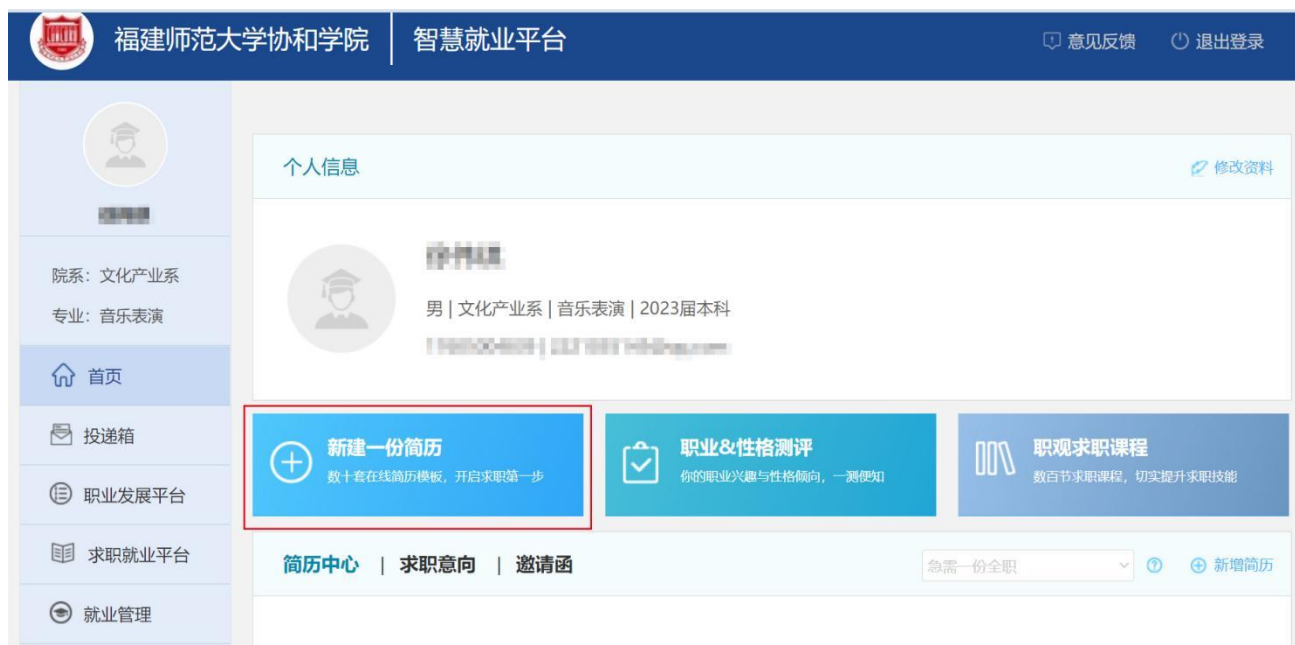 福建师范大学协和学院 | 智慧就业平台
意见反馈 退出登录
个人信息
修改资料
院系：文化产业系
专业：音乐表演
男 | 文化产业系 | 音乐表演 | 2023届本科
首页
投递箱
职业发展平台
求职就业平台
就业管理
新建一份简历
数十套在线简历模板，开启求职第一步
职业&性格测评
你的职业兴趣与性格倾向，一测便知
职观求职课程
数百节求职课程，切实提升求职技能
简历中心 | 求职意向 | 邀请函
急需一份全职
新增简历